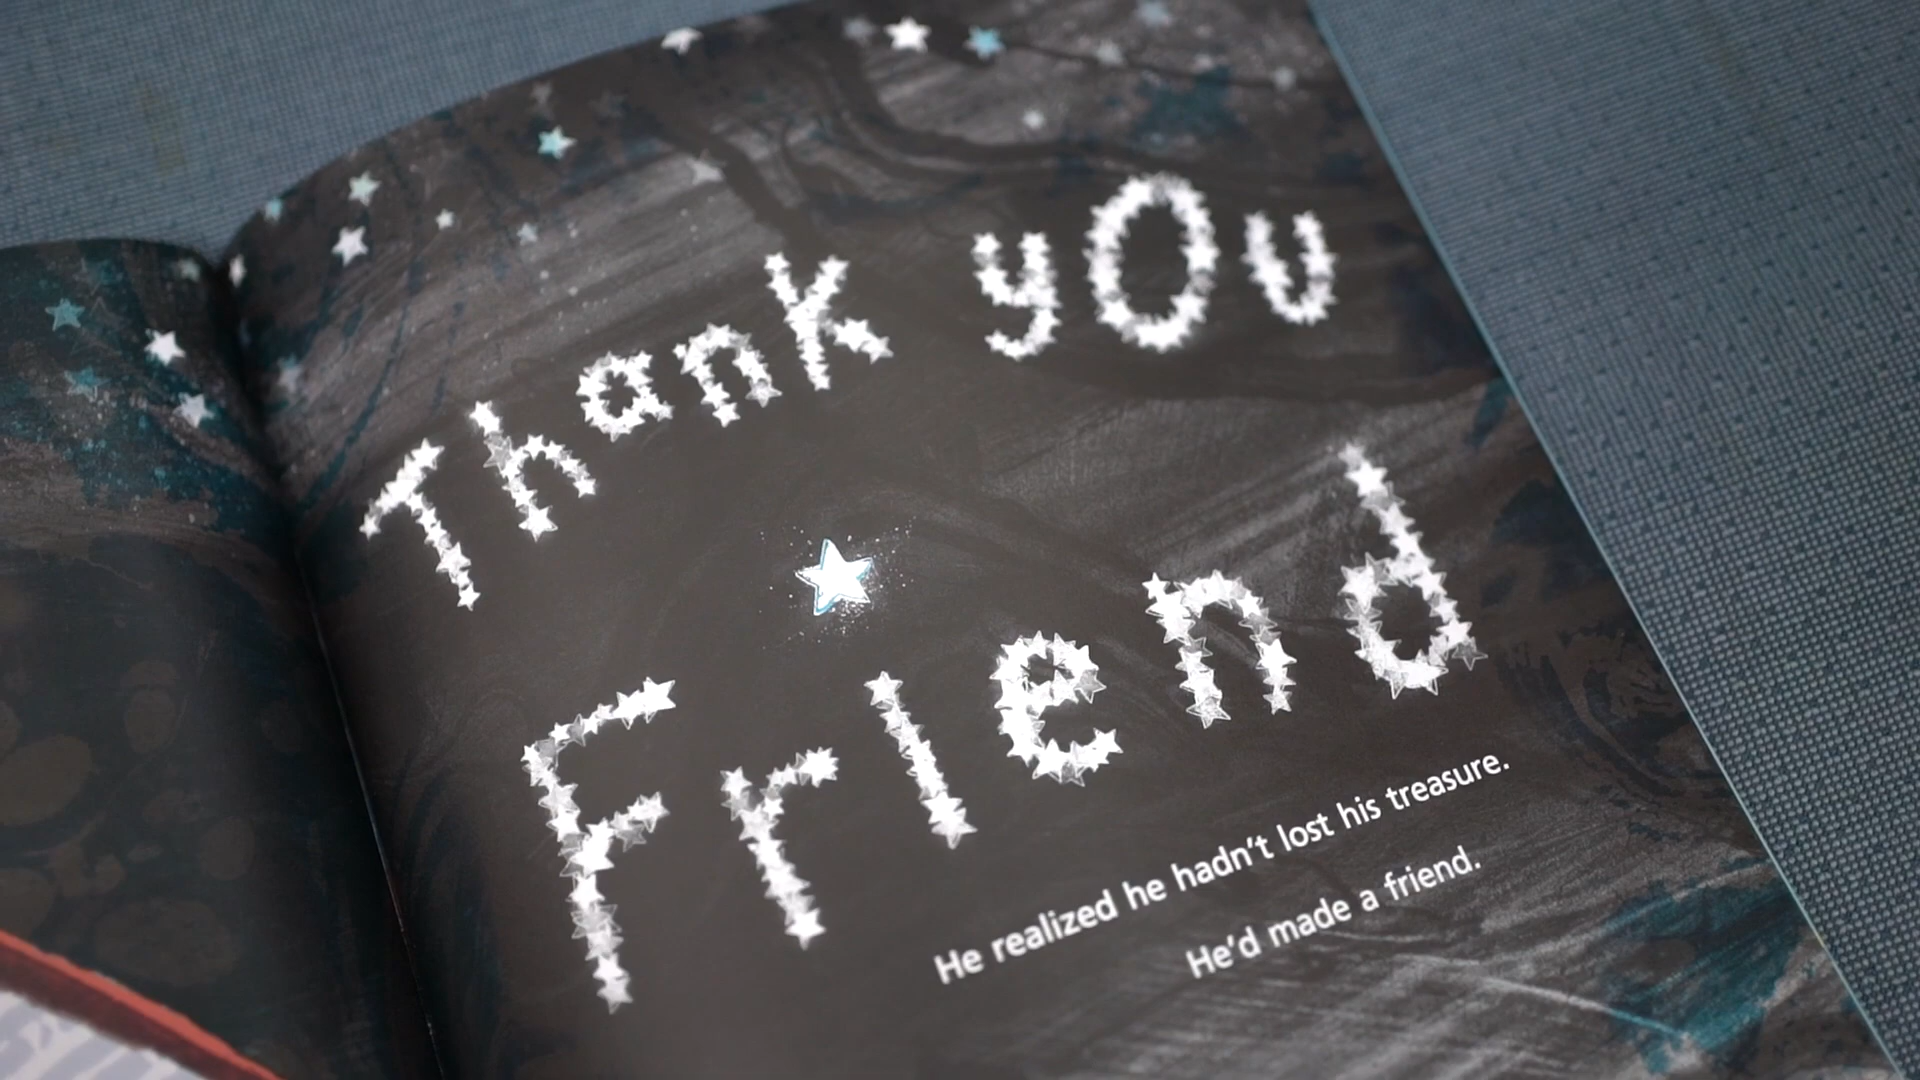 Thank yOu
FrIend
He realized he hadn't lost his treasure.
He'd made a friend.